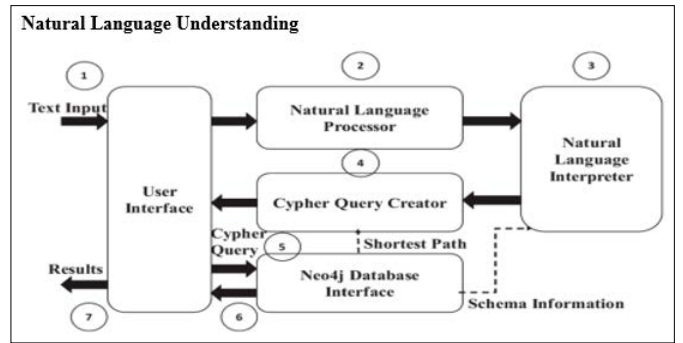 Natural Language Understanding
1
2
3
Text Input
Natural Language
Processor
Natural
Language
Interpreter
4
User
Interface
Cypher Query Creator
Cypher
Query
5
Shortest Path
Results
Neo4j Database
Interface
Schema Information
7
6